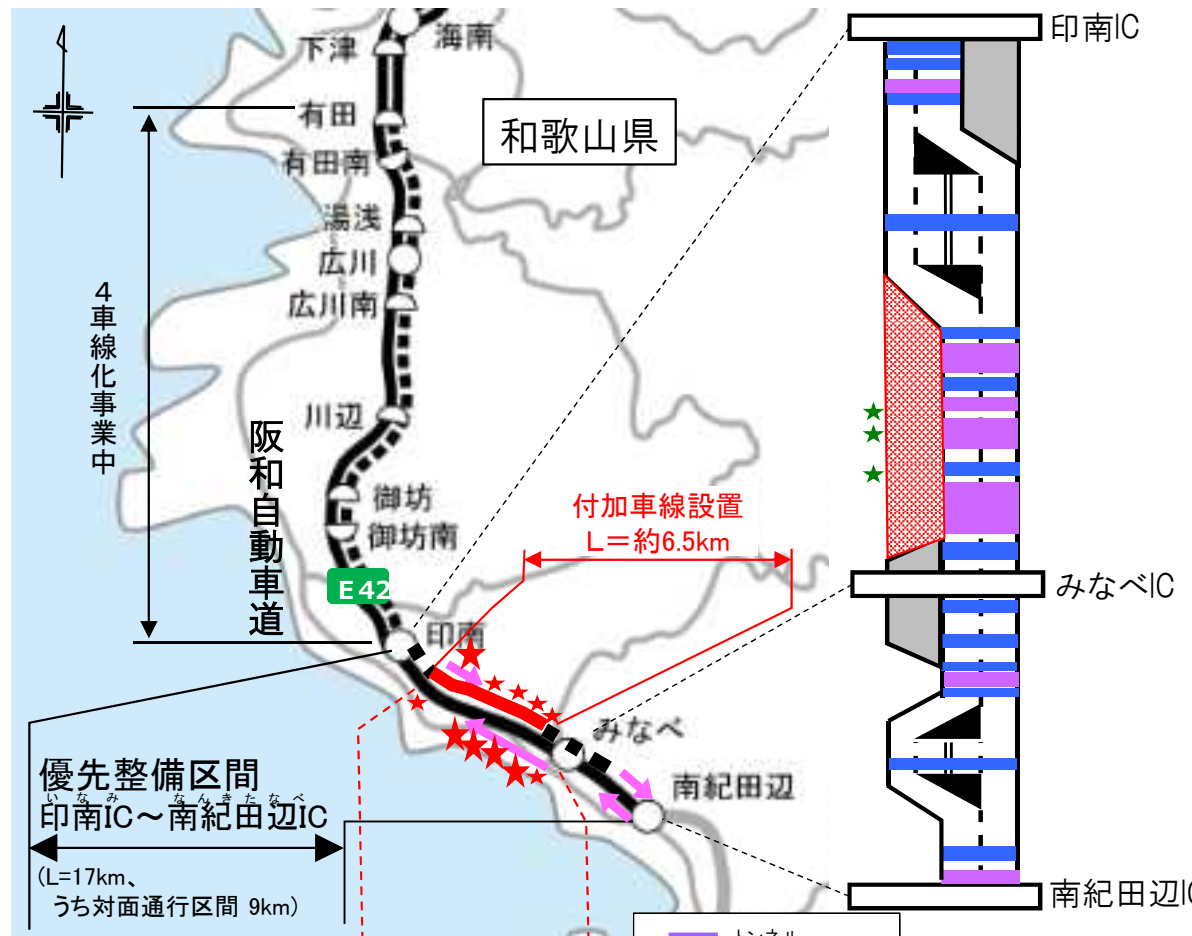 海南
下津
有田
有田南
湯浅
広川
広川南
川辺
御坊
御坊南
印南
みなべ
南紀田辺
和歌山県
4車線化事業中
阪和自動車道
E42
付加車線設置
L=約6.5km
優先整備区間
いなみ なんきたなべ
印南IC~南紀田辺IC
(L=17km、
うち対面通行区間 9km)
印南IC
みなべIC
南紀田辺IC
トンネル